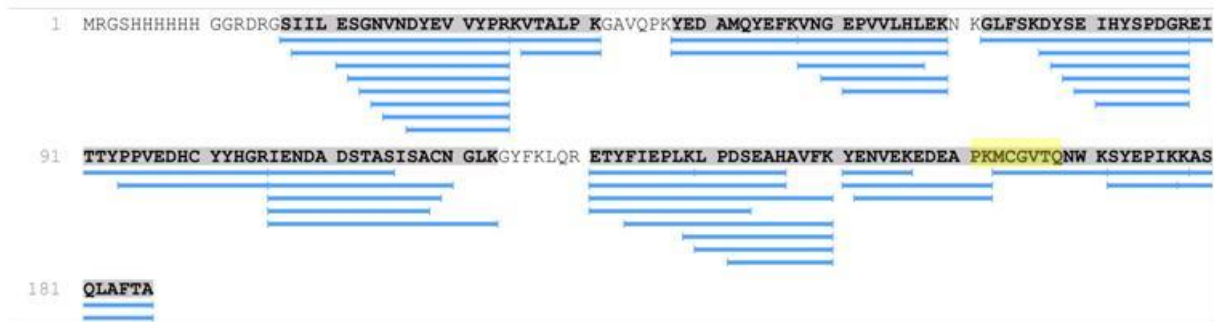 1 MRGSHHHHHH GGRDRGSIIL ESGNVNDYEV VYPRKVTALP KGAVQPKYED AMQYEFKVNG EPVVLHLEKN KGLFSKDYSE IHYSPDGREI
91 TTYPPVEDHC YYHGRIENDA DSTASISACN GLKGYFKLQR ETYFIEPLKL PDSEAHAVFK YENVEKEDEA PKMCGVTQNW KSYEPIKKAS
181 QLAFTA